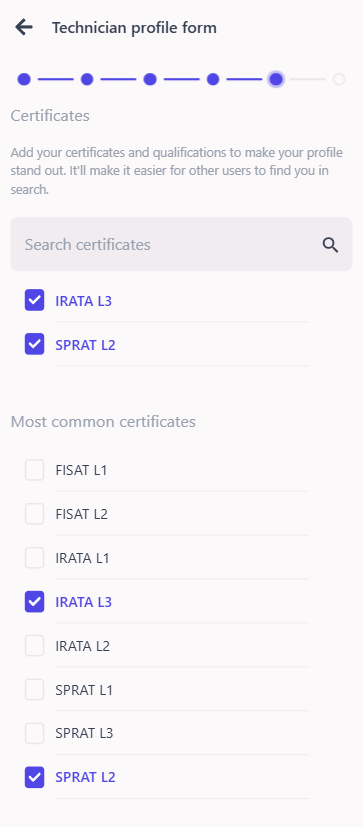 Technician profile form
Certificates
Add your certificates and qualifications to make your profile
stand out. It'll make it easier for other users to find you in
search.
Search certificates
IRATA L3
SPRAT L2
Most common certificates
FISAT L1
FISAT L2
IRATA L1
IRATA L3
IRATA L2
SPRAT L1
SPRAT L3
SPRAT L2